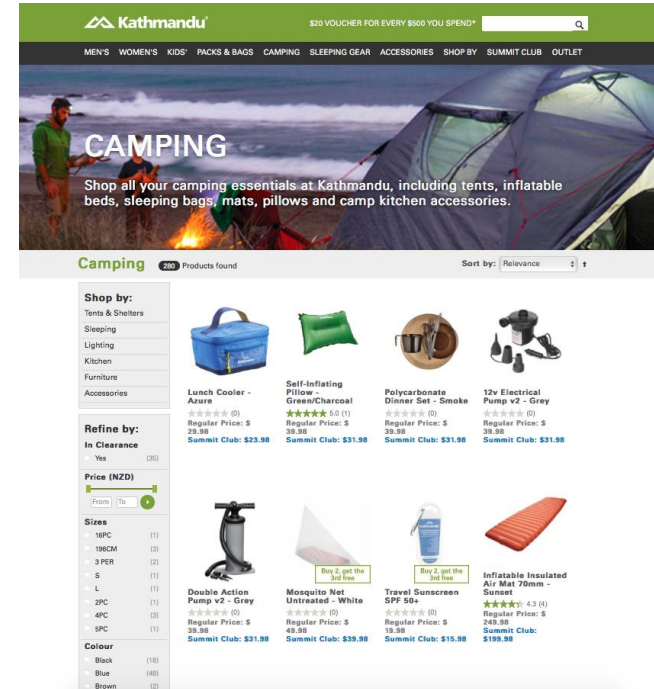 Kathmandu®
$20 VOUCHER FOR EVERY $500 YOU SPEND*
MEN'S WOMEN'S KIDS' PACKS & BAGS CAMPING SLEEPING GEAR ACCESSORIES SHOP BY SUMMIT CLUB OUTLET
CAMPING
Shop all your camping essentials at Kathmandu, including tents, inflatable
beds, sleeping bags, mats, pillows and camp kitchen accessories.
Camping 280 Products found
Sort by: Relevance
Shop by:
Tents & Shelters
Sleeping
Lighting
Kitchen
Furniture
Accessories
Refine by:
In Clearance
Yes (35)
Price (NZD)
From To
Sizes
16PC (1)
196CM (3)
3 PER (2)
S (1)
L (1)
2PC (1)
4PC (3)
5PC (1)
Colour
Black (18)
Blue (48)
Brown (2)
Lunch Cooler -
Azure
(0)
Regular Price: $
29.98
Summit Club: $23.98
Self-Inflating
Pillow -
Green/Charcoal
5.0 (1)
Regular Price: $
39.98
Summit Club: $31.98
Polycarbonate
Dinner Set - Smoke
(0)
Regular Price: $
39.98
Summit Club: $31.98
12v Electrical
Pump v2 - Grey
(0)
Regular Price: $
39.98
Summit Club: $31.98
Double Action
Pump v2 - Grey
(0)
Regular Price: $
39.98
Summit Club: $31.98
Buy 2, get the
3rd free
Mosquito Net
Untreated - White
(0)
Regular Price: $
49.98
Summit Club: $39.98
Buy 2, get the
3rd free
Travel Sunscreen
SPF 50+
(0)
Regular Price: $
19.98
Summit Club: $15.98
Inflatable Insulated
Air Mat 70mm -
Sunset
4.3 (4)
Regular Price: $
249.98
Summit Club:
$199.98